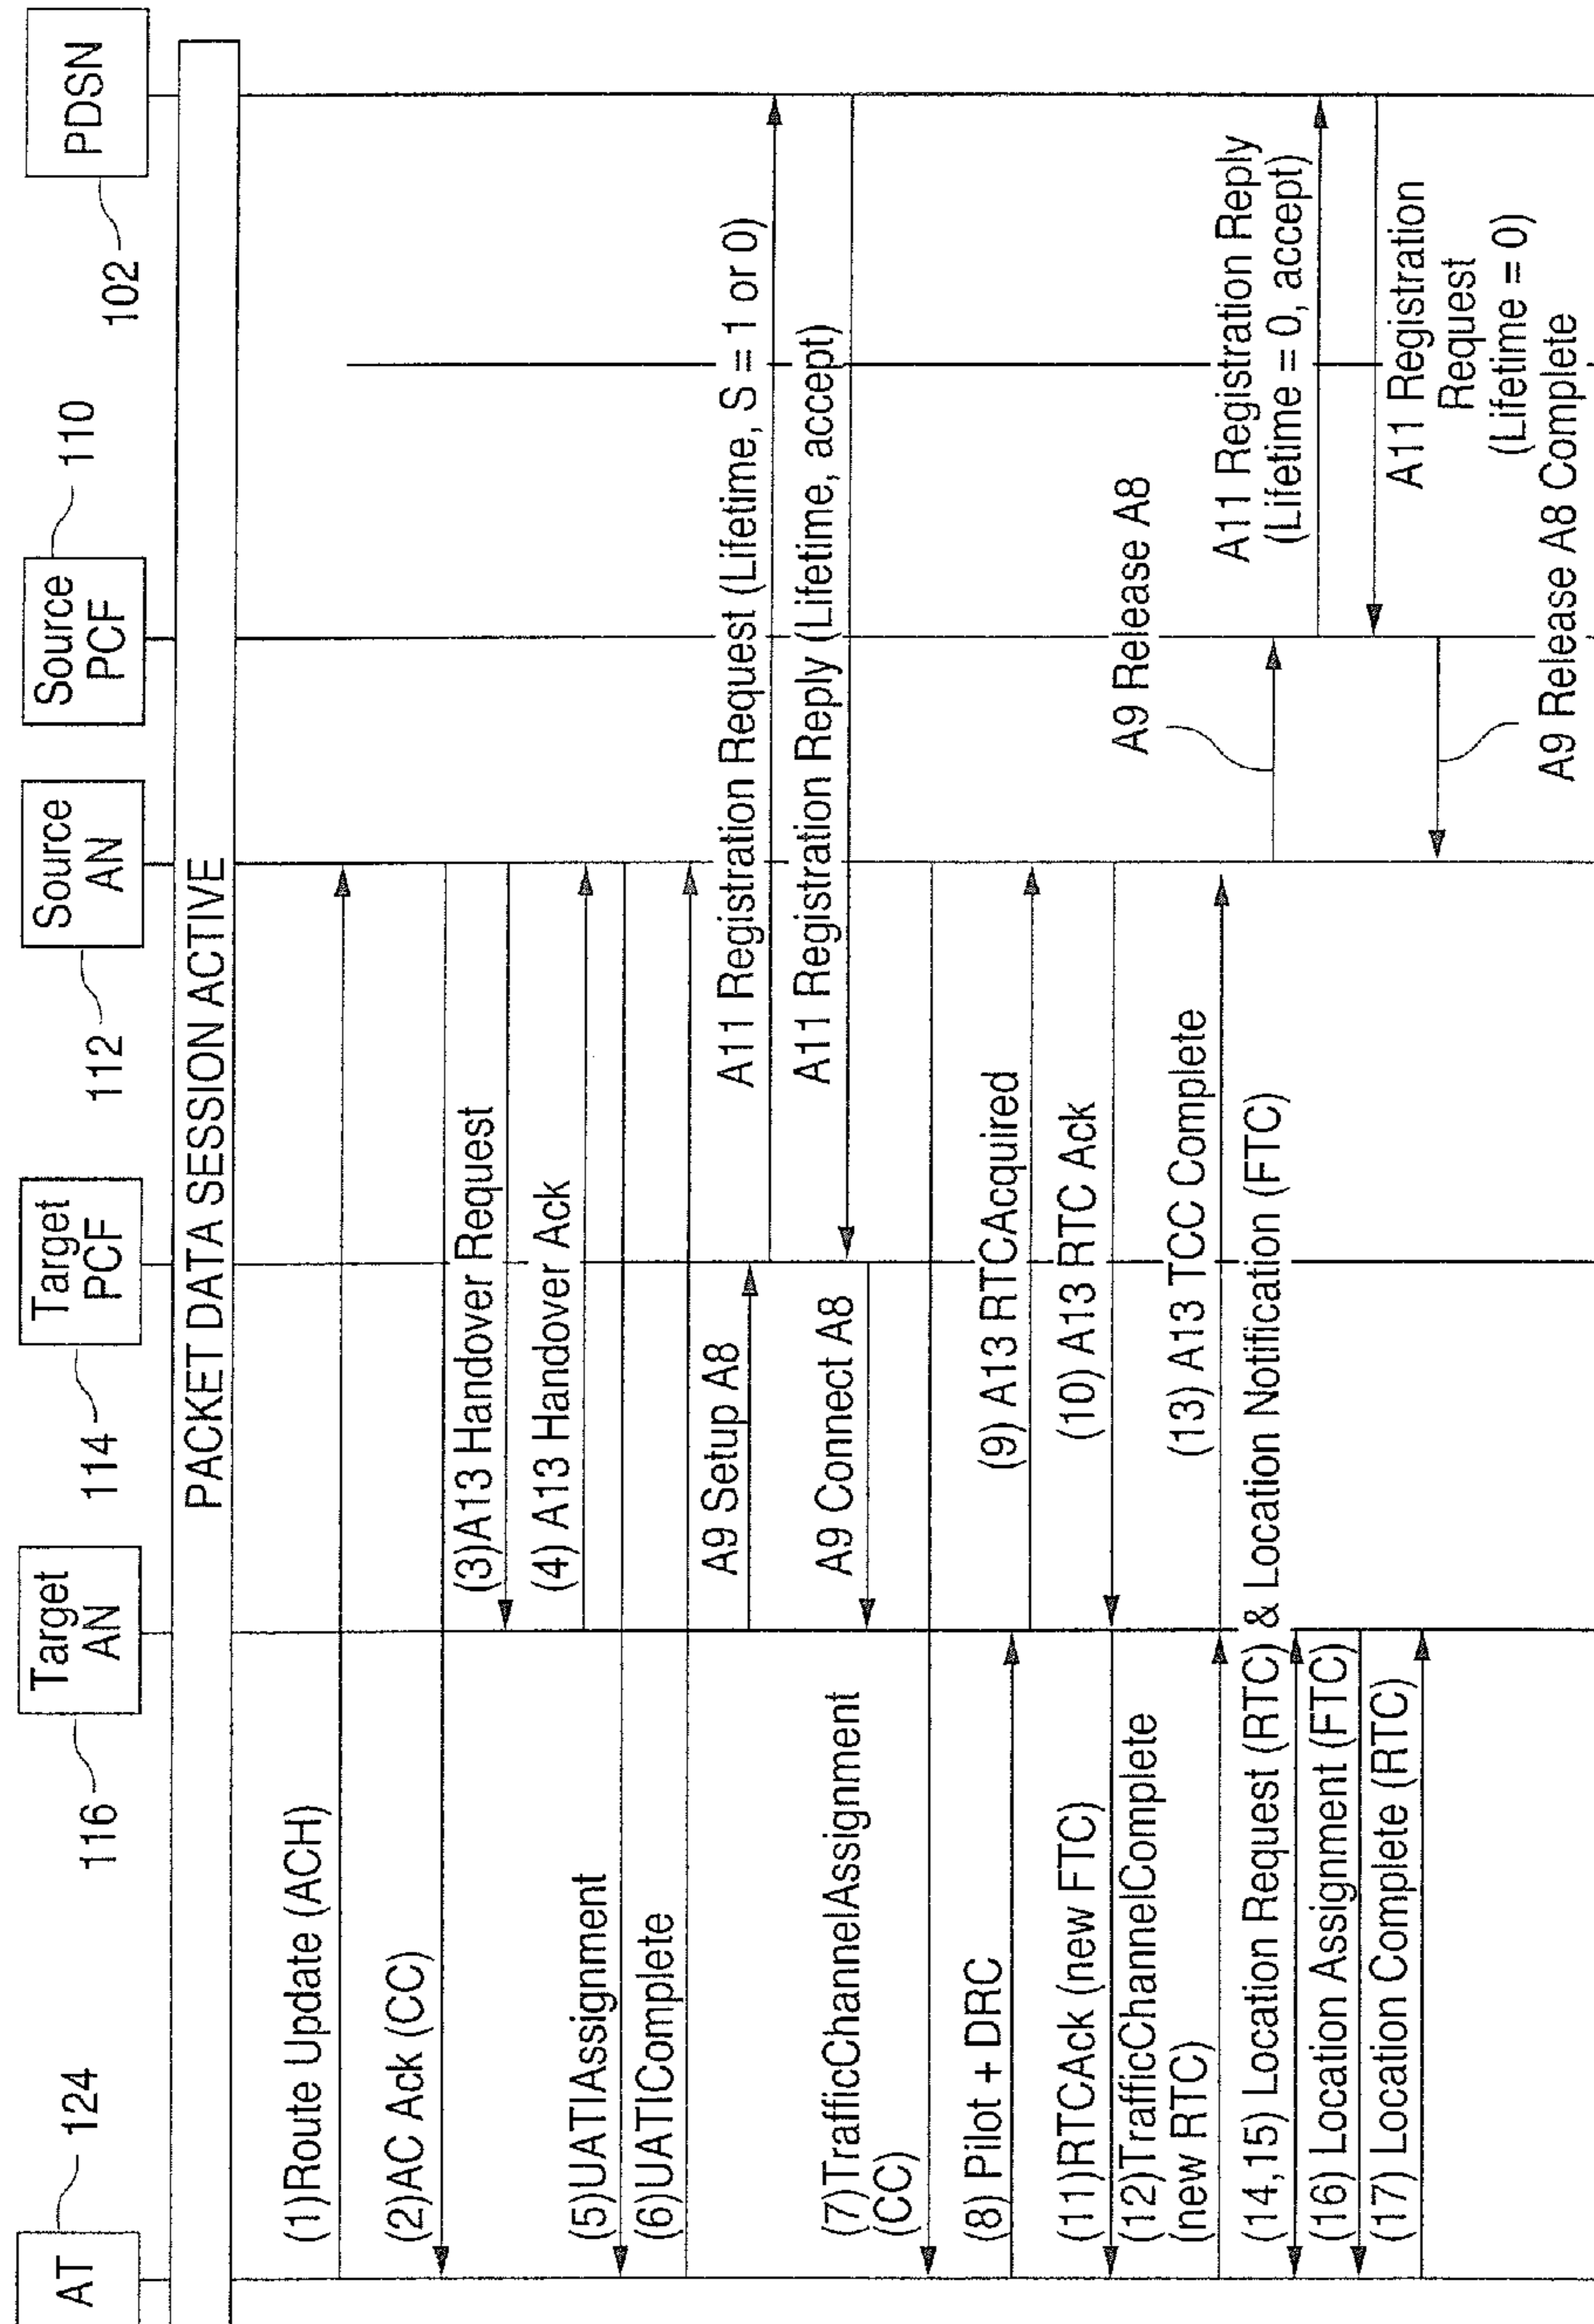 AT
124
Target
AN
116
Target
PCF
114
Source
AN
112
Source
PCF
110
PDSN
102
PACKET DATA SESSION ACTIVE
(1)Route Update (ACH)
(2)AC Ack (CC)
(3)A13 Handover Request
(4) A13 Handover Ack
(5)UATIAssignment
(6)UATIComplete
A9 Setup A8
A11 Registration Request (Lifetime, S = 1 or 0)
A11 Registration Reply (Lifetime, accept)
A9 Connect A8
(7)TrafficChannelAssignment
(CC)
(8) Pilot + DRC
(9) A13 RTCAcquired
(10) A13 RTC Ack
(11)RTCAck (new FTC)
(12)TrafficChannelComplete
(new RTC)
(13) A13 TCC Complete
A9 Release A8
(14,15) Location Request (RTC) & Location Notification (FTC)
A11 Registration Reply
(Lifetime = 0, accept)
(16) Location Assignment (FTC)
A11 Registration
Request
(Lifetime = 0)
(17) Location Complete (RTC)
A9 Release A8 Complete